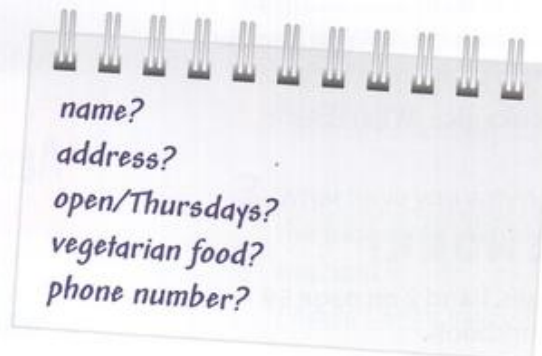 name?
address?
open/Thursdays?
vegetarian food?
phone number?